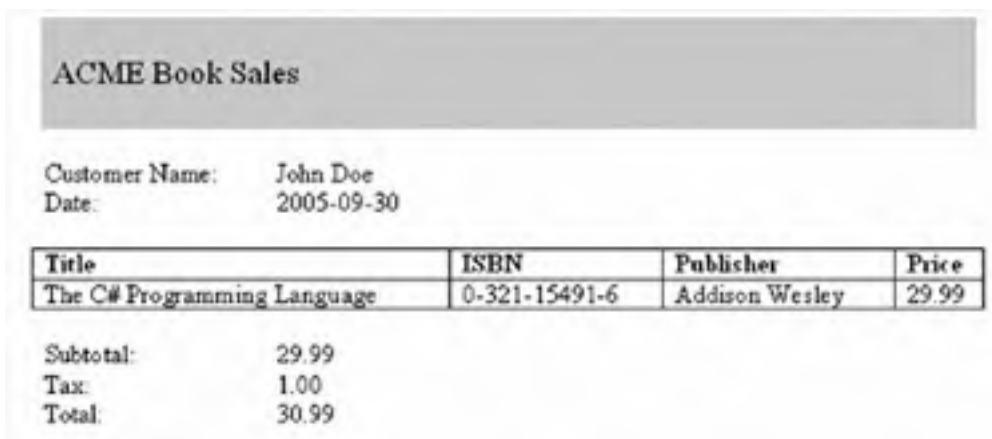 ACME Book Sales
Customer Name: John Doe
Date: 2005-09-30
Title ISBN Publisher Price
The C# Programming Language 0-321-15491-6 Addison Wesley 29.99
Subtotal: 29.99
Tax: 1.00
Total: 30.99